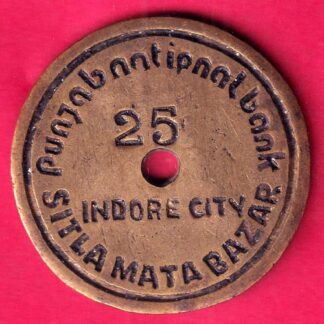 Punjab national bank
25
INDORE CITY
SITLA MATA BAZAR